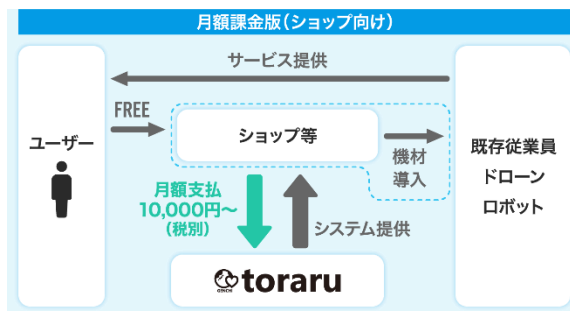 月額課金版（ショップ向け）
サービス提供
FREE
ユーザー
ショップ等
機材
導入
既存従業員
ドローン
ロボット
月額支払
10,000円〜
（税別）
システム提供
toraru